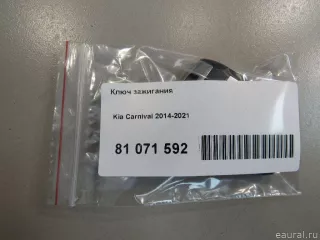 Ключ зажигания
Kia Carnival 2014-2021
81 071 592
eaural.ru